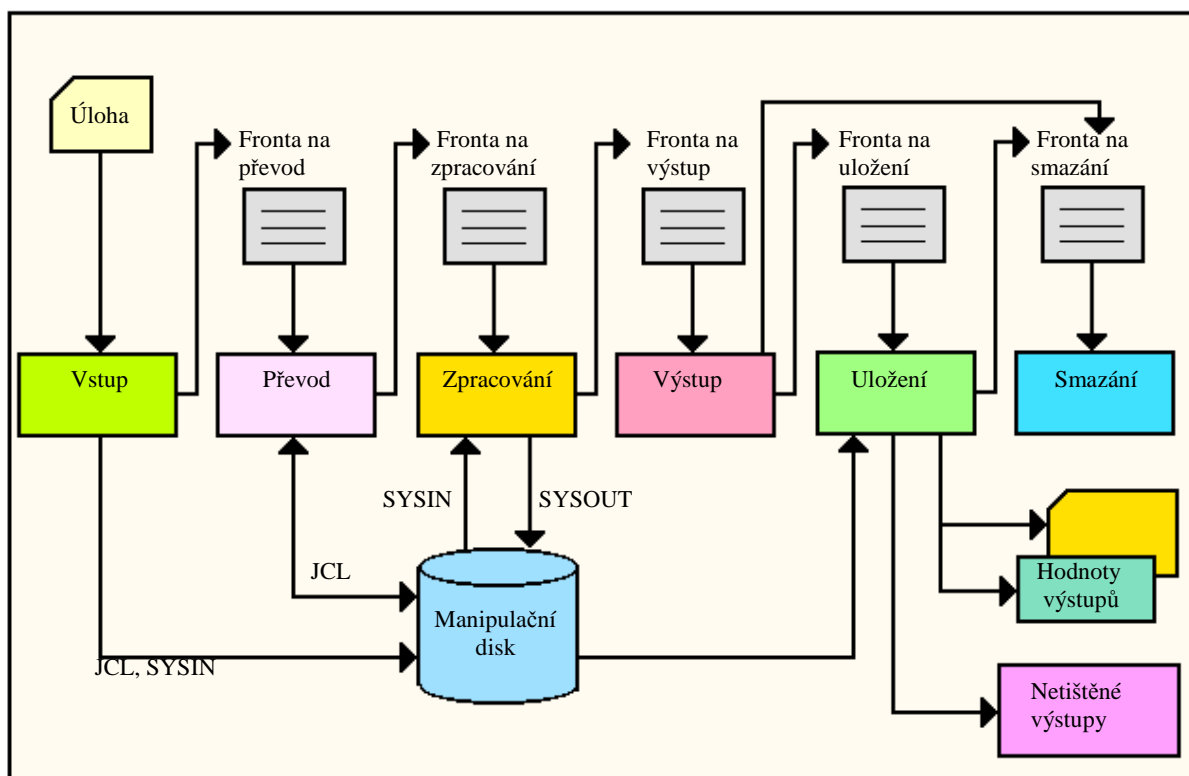 Úloha
Fronta na
převod
Fronta na
zpracování
Fronta na
výstup
Fronta na
uložení
Fronta na
smazání
Vstup
Převod
Zpracování
Výstup
Uložení
Smazání
SYSIN
SYSOUT
JCL
Manipulační
disk
JCL, SYSIN
Hodnoty
výstupů
Netištěné
výstupy